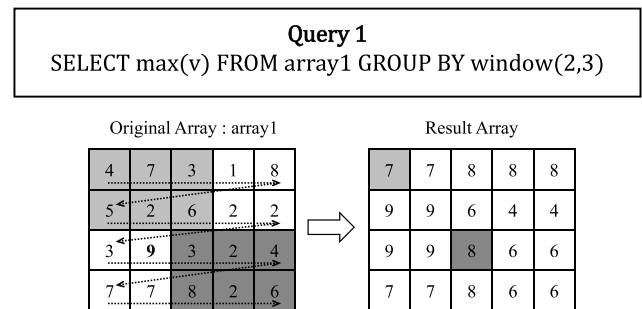 Query 1
SELECT max(v) FROM array1 GROUP BY window(2,3)
Original Array : array1
Result Array
4 7 3 1 8
7 7 8 8 8
5 2 6 2 2
9 9 6 4 4
3 9 3 2 4
9 9 8 6 6
7 7 8 2 6
7 7 8 6 6